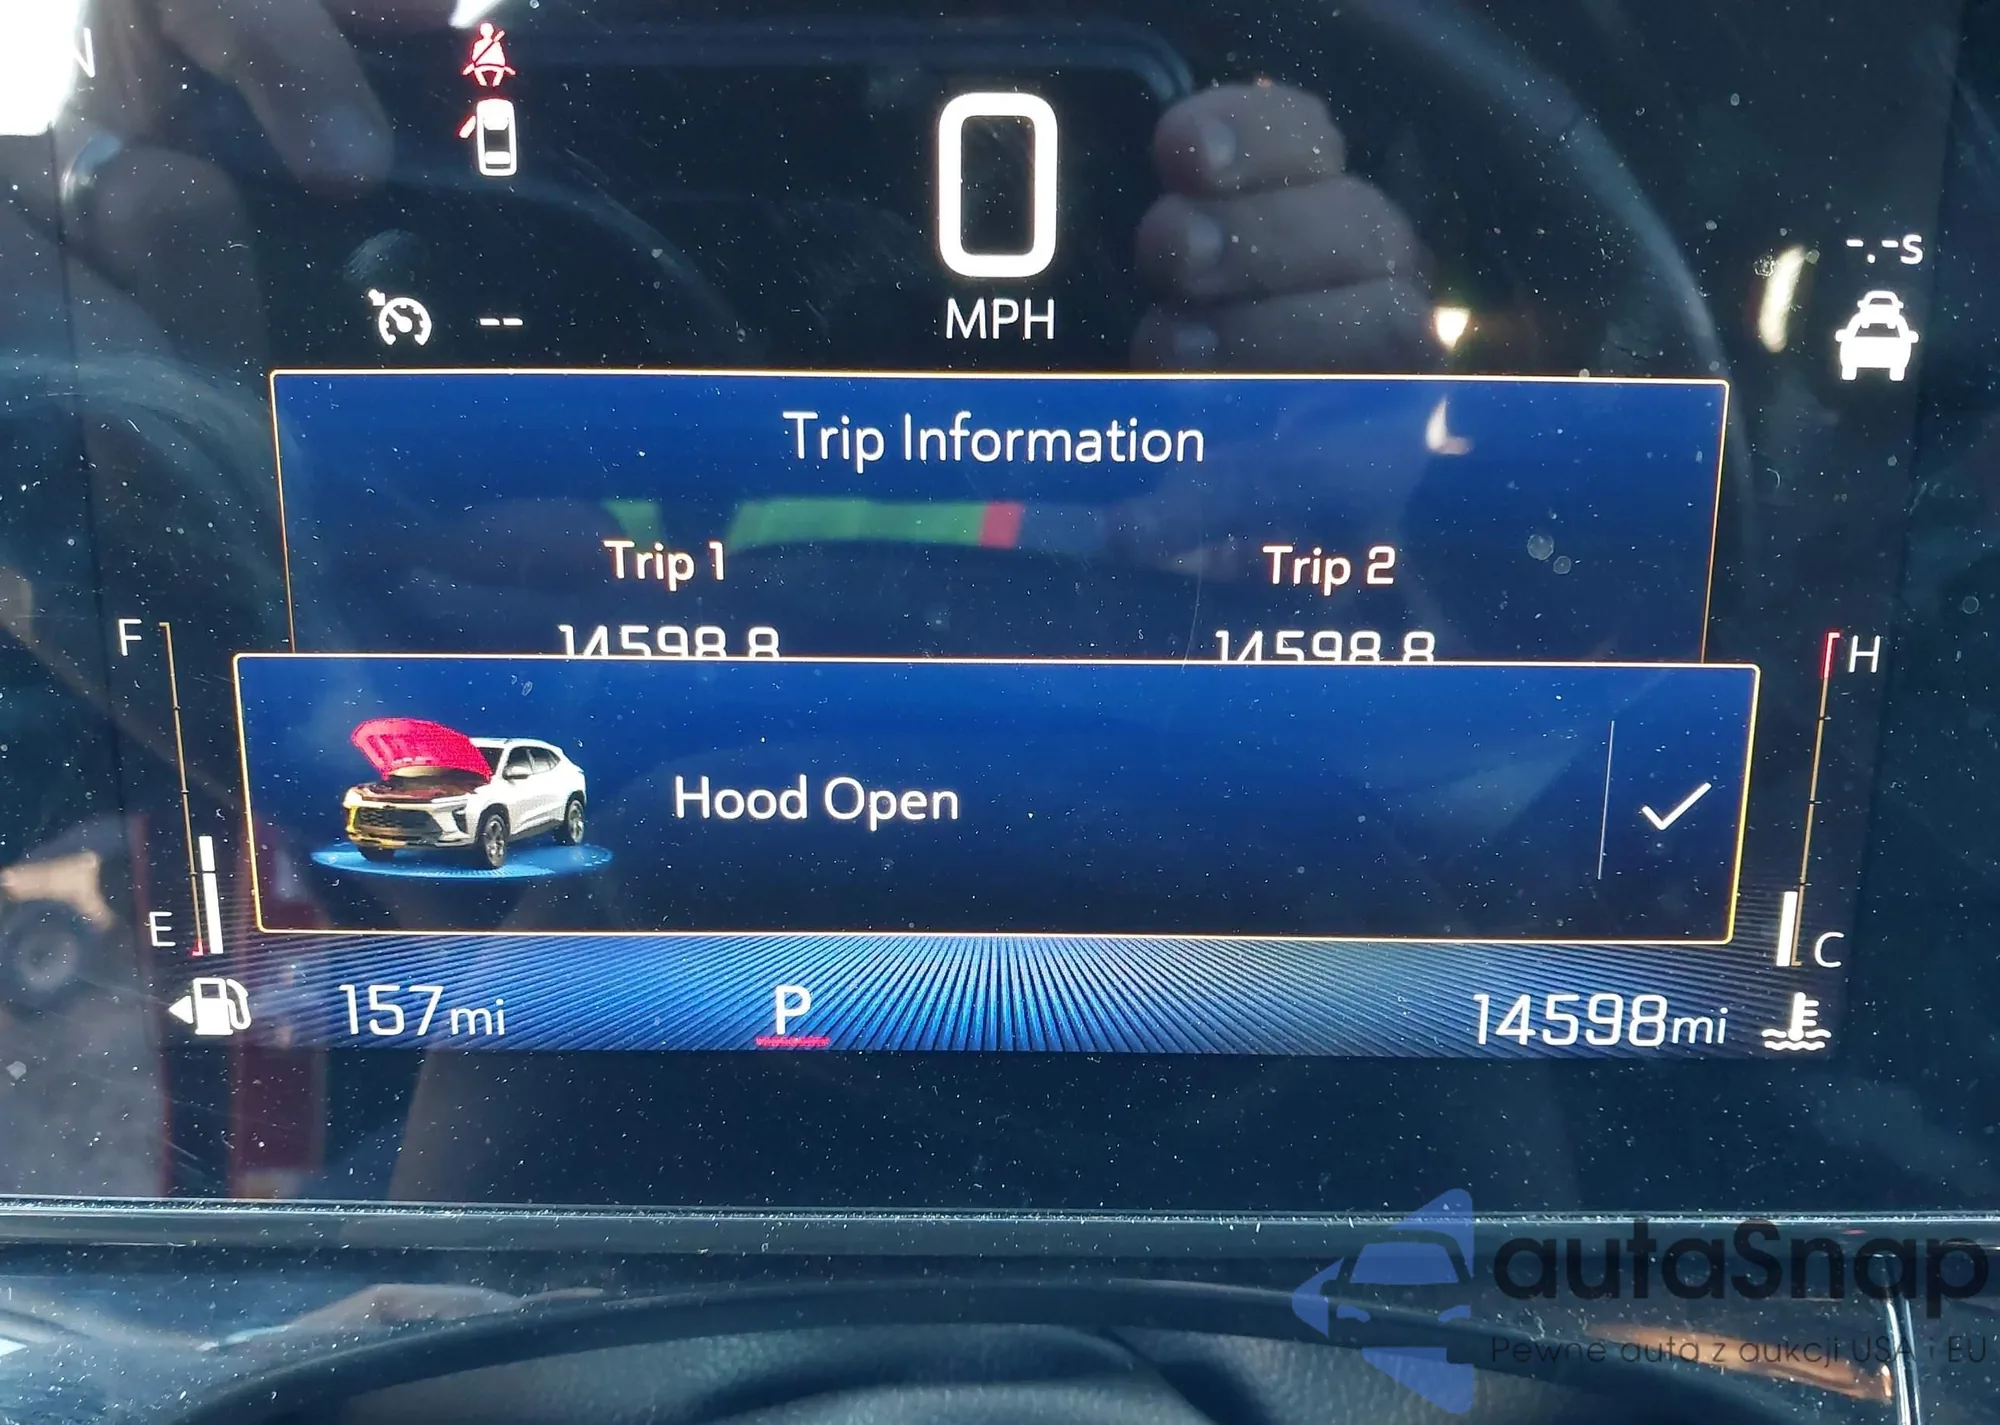 0
MPH
--
-.-s
Trip Information
Trip 1
Trip 2
14598.8
14598.8
F
H
Hood Open
E
C
157mi
P
14598mi
autaSnap
Pewne auta z aukcji USA i EU